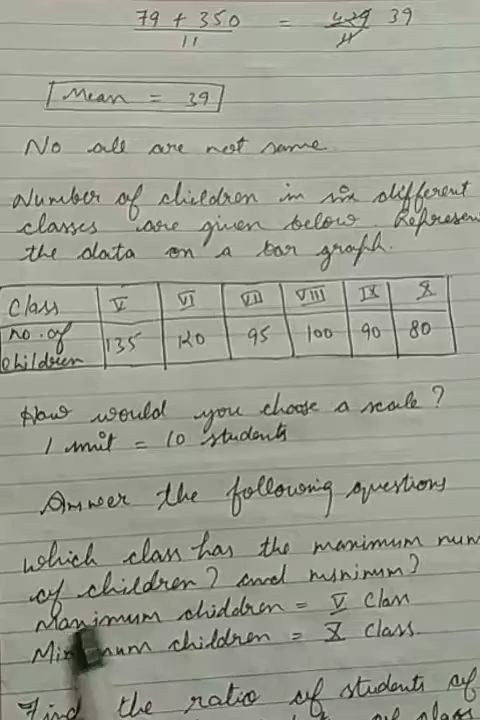 79 + 350 = 429 39
11 11
Mean = 39
No all are not same
Number of children in six different
classes are given below Represen
the data on a bar graph.
Class V VI VII VIII IX X
no. of children 135 120 95 100 90 80
How would you choose a scale?
1 unit = 10 students
Answer the following questions
which class has the maximum num
of children? and minimum?
Maximum children = V Class
Minimum children = X Class.
Find the ratio of students of
of class